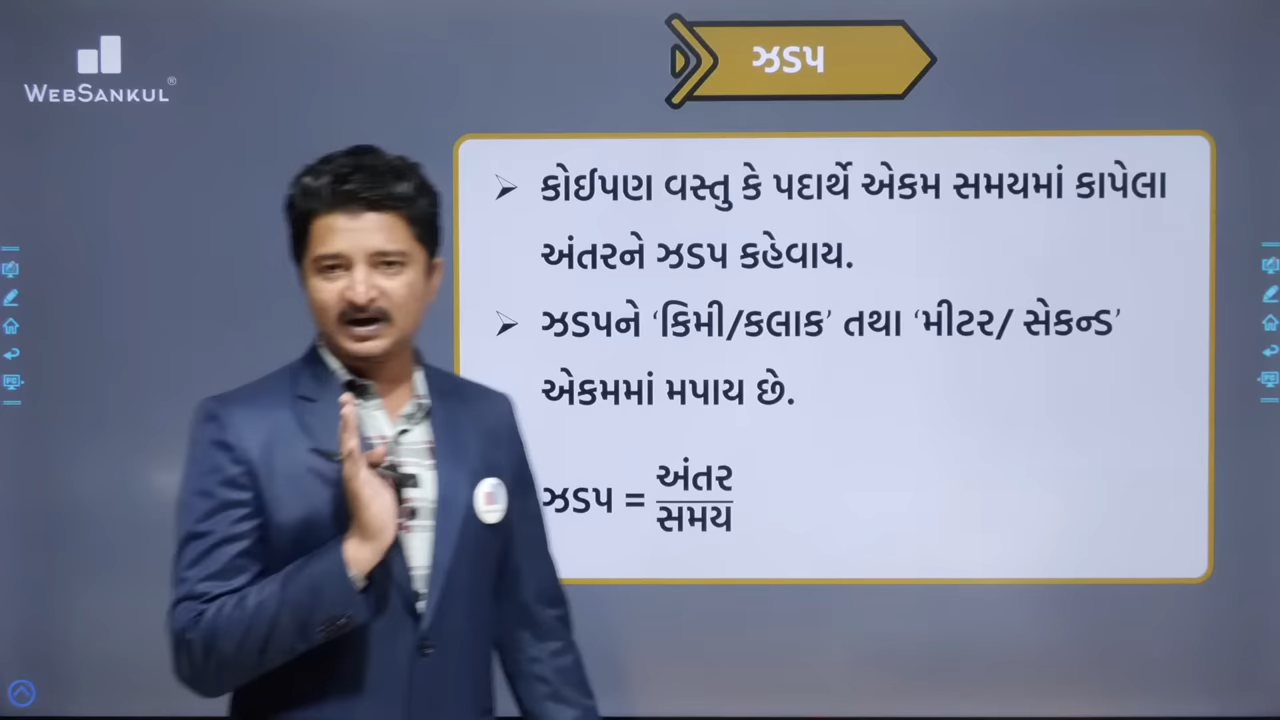 WEBSANKUL®
ઝડપ
➢ કોઈપણ વસ્તુ કે પદાર્થે એકમ સમયમાં કાપેલા
અંતરને ઝડપ કહેવાય.
➢ ઝડપને ‘કિમી/કલાક’ તથા ‘મીટર/ સેકન્ડ’
એકમમાં મપાય છે.
ઝડપ = અંતર
સમય